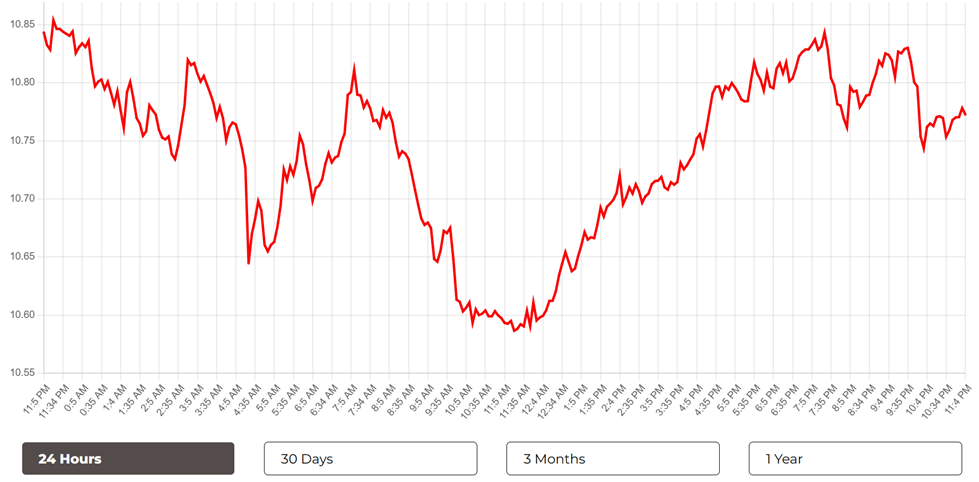 10.85
10.80
10.75
10.70
10.65
10.60
10.55
11:5 PM
11:34 PM
0:5 AM
0:35 AM
1:4 AM
1:35 AM
2:5 AM
2:35 AM
3:5 AM
3:35 AM
4:5 AM
4:35 AM
5:5 AM
5:35 AM
6:5 AM
6:34 AM
7:5 AM
7:34 AM
8:5 AM
8:35 AM
9:5 AM
9:35 AM
10:5 AM
10:35 AM
11:5 AM
11:35 AM
12:4 PM
12:34 PM
1:5 PM
1:35 PM
2:4 PM
2:35 PM
3:5 PM
3:35 PM
4:5 PM
4:35 PM
5:5 PM
5:35 PM
6:5 PM
6:35 PM
7:5 PM
7:35 PM
8:5 PM
8:34 PM
9:4 PM
9:35 PM
10:4 PM
10:34 PM
11:4 PM
24 Hours
30 Days
3 Months
1 Year